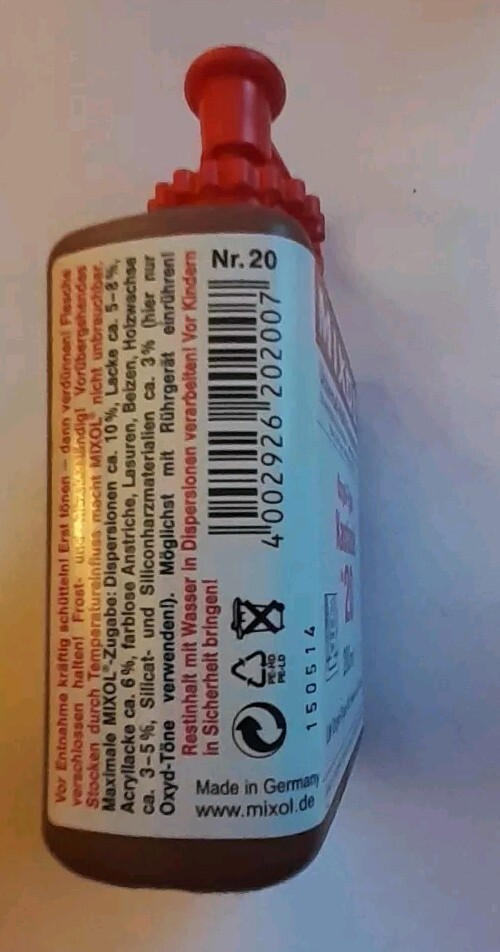 Vor Entnahme kräftig schütteln! Erst tönen – dann verdünnen! Flasche
verschlossen halten! Frost- und Vorübergehendes
Stocken durch Temperatureinfluss macht MIXOL® nicht unbrauchbar.
Maximale MIXOL®-Zugabe: Dispersionen ca. 10%, Lacke ca. 5–8%,
Acryllacke ca. 6%, farblose Anstriche, Lasuren, Beizen, Holzwachse
ca. 3–5%, Silicat- und Siliconharzmaterialien ca. 3% (hier nur
Oxyd-Töne verwenden!). Möglichst mit Rührgerät einrühren!
Restinhalt mit Wasser in Dispersionen verarbeiten! Vor Kindern
in Sicherheit bringen!
Nr. 20
4 002926 202007
PE-HD
PE-LD
150514
Made in Germany
www.mixol.de
MIXOL
20